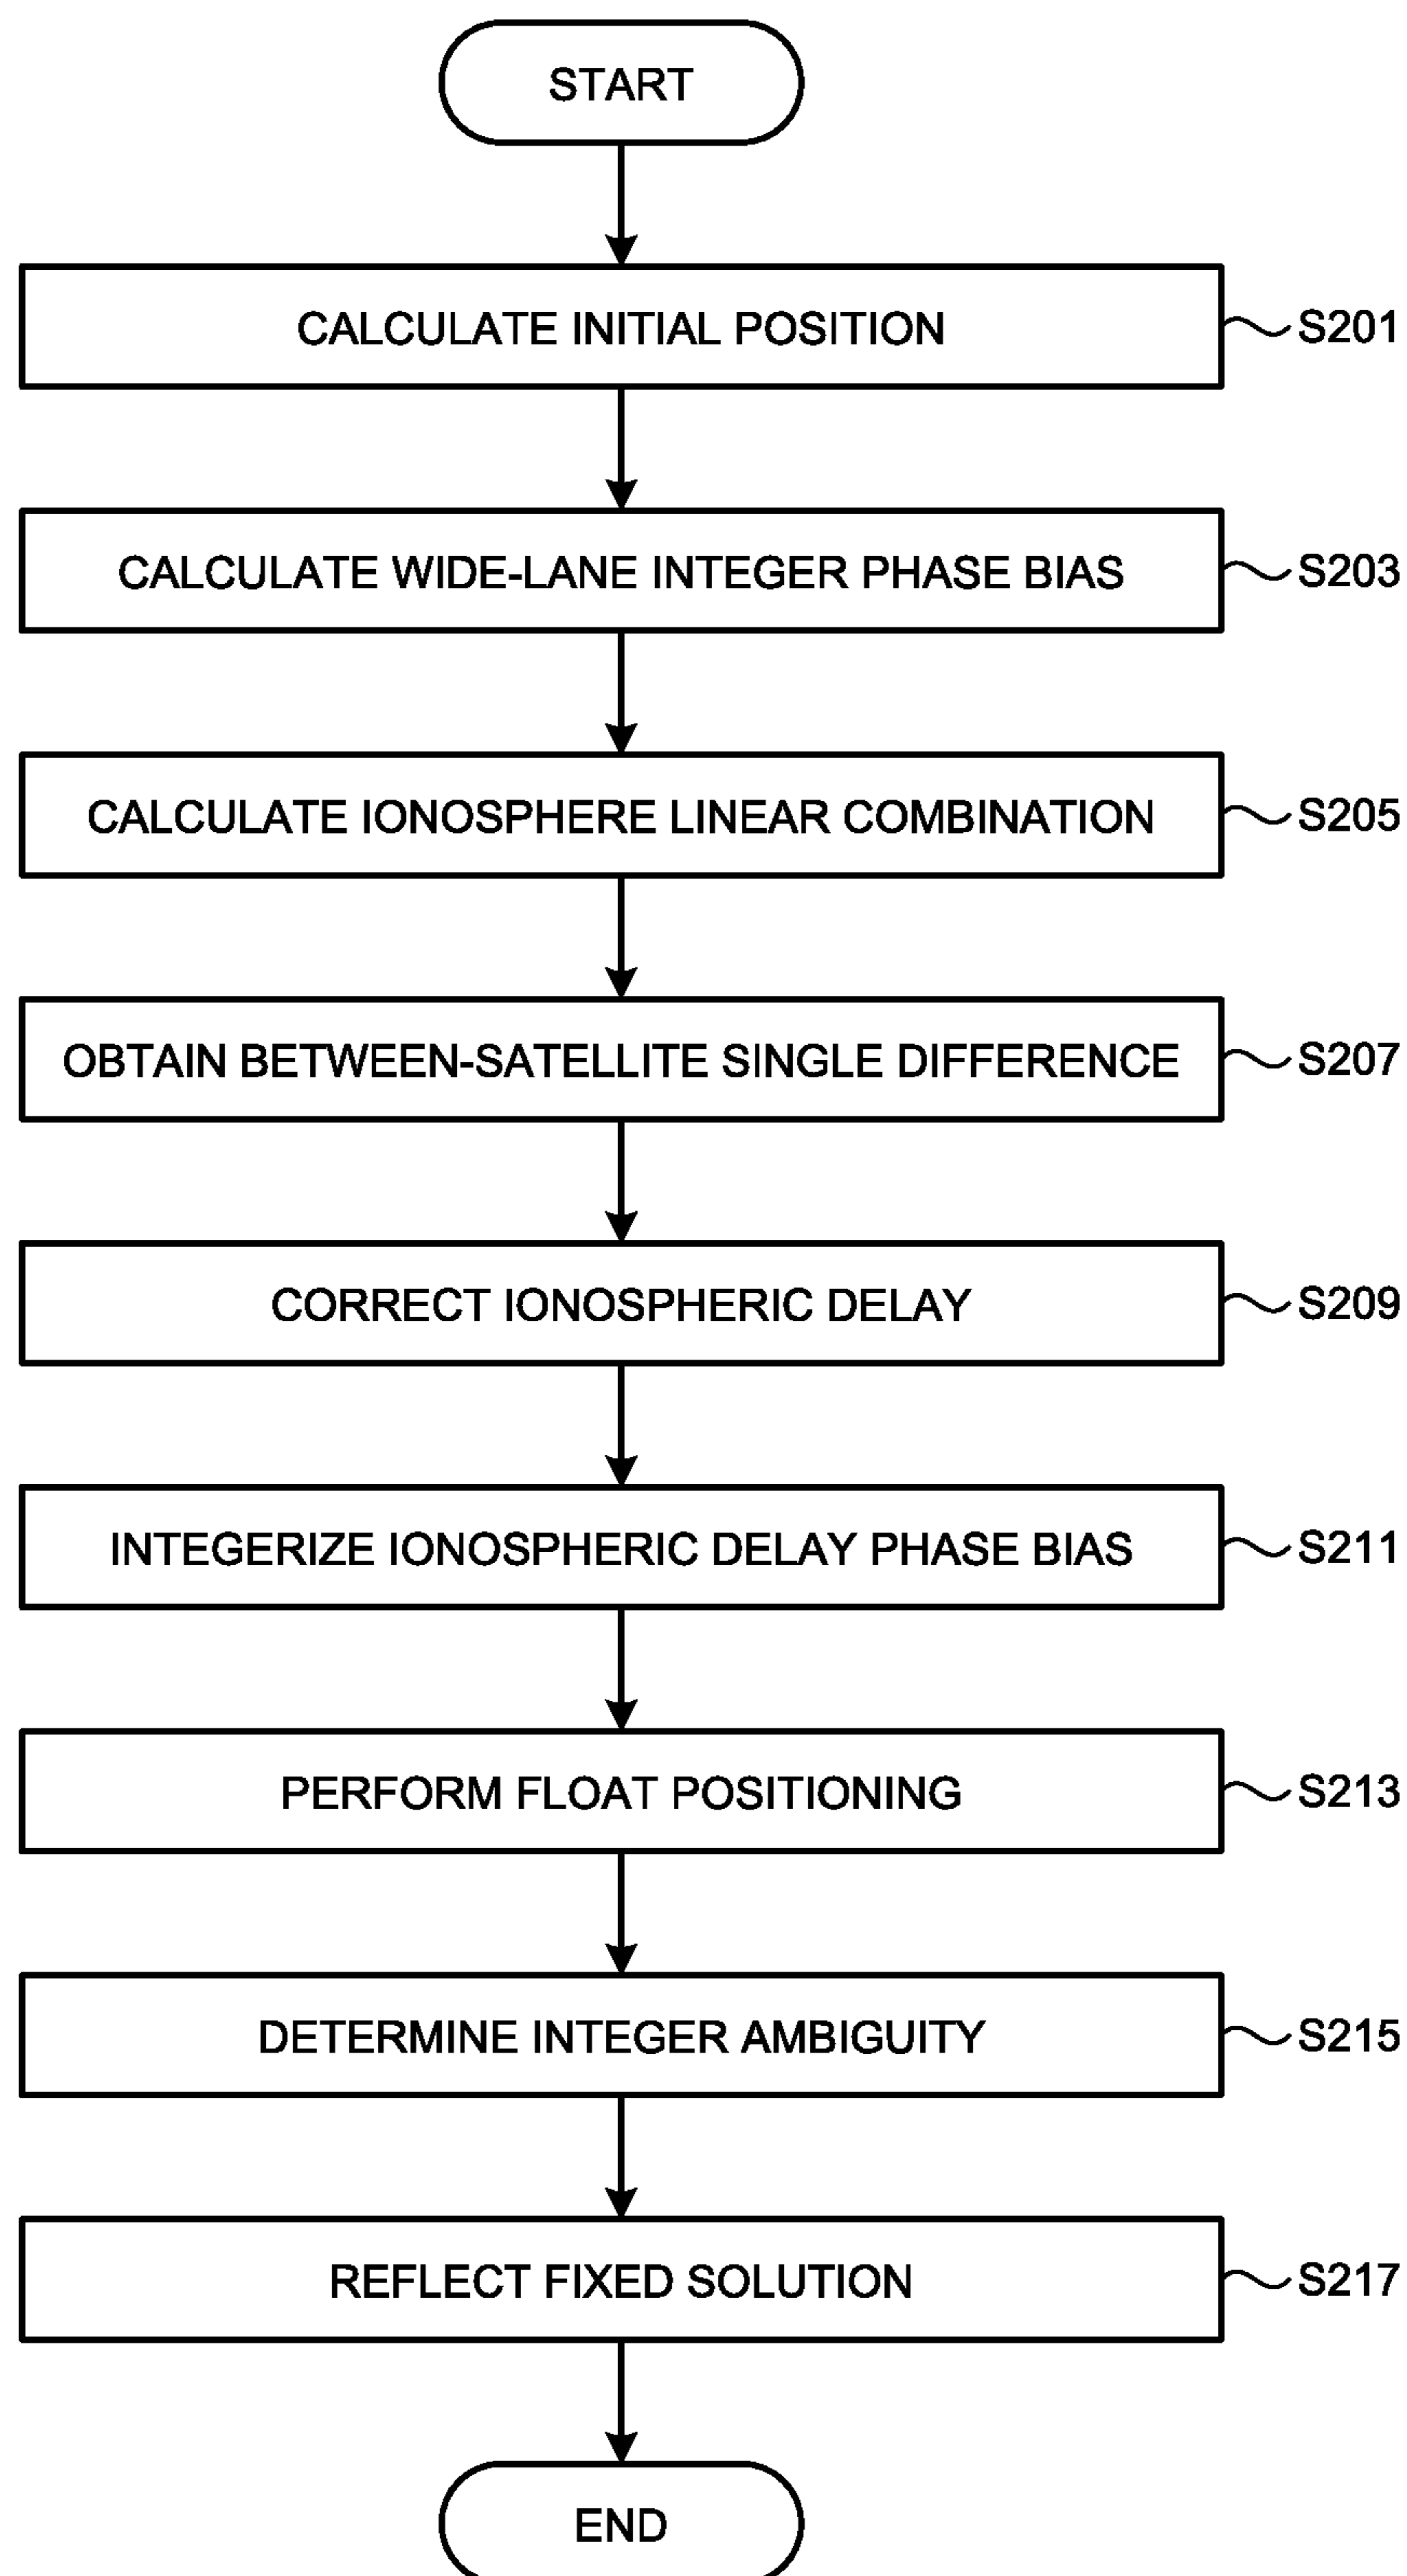 START
CALCULATE INITIAL POSITION
S201
CALCULATE WIDE-LANE INTEGER PHASE BIAS
S203
CALCULATE IONOSPHERE LINEAR COMBINATION
S205
OBTAIN BETWEEN-SATELLITE SINGLE DIFFERENCE
S207
CORRECT IONOSPHERIC DELAY
S209
INTEGERIZE IONOSPHERIC DELAY PHASE BIAS
S211
PERFORM FLOAT POSITIONING
S213
DETERMINE INTEGER AMBIGUITY
S215
REFLECT FIXED SOLUTION
S217
END